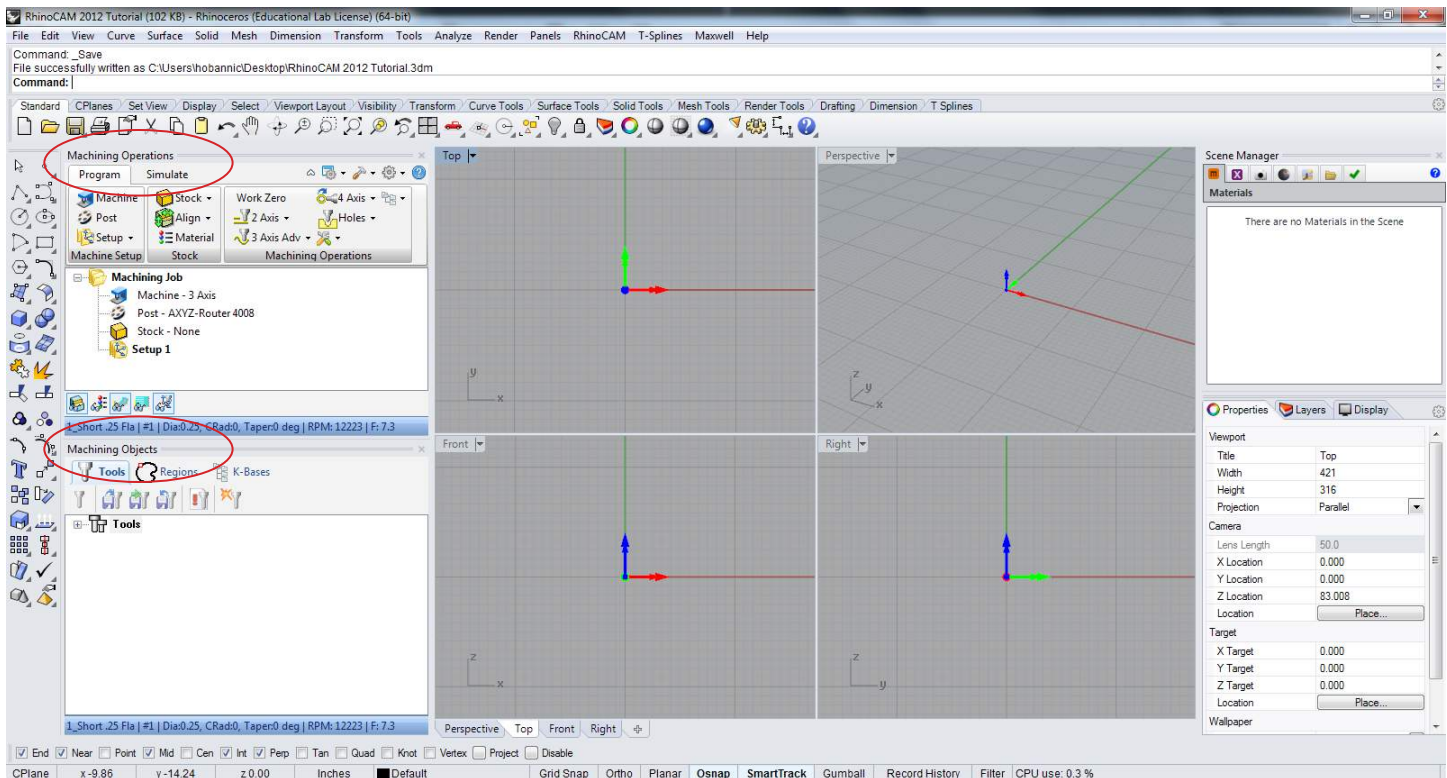 RhinoCAM 2012 Tutorial (102 KB) - Rhinoceros (Educational Lab License) (64-bit)
File Edit View Curve Surface Solid Mesh Dimension Transform Tools Analyze Render Panels RhinoCAM T-Splines Maxwell Help
Command: _Save
File successfully written as C:\Users\hobannic\Desktop\RhinoCAM 2012 Tutorial.3dm
Command:
Standard CPlanes Set View Display Select Viewport Layout Visibility Transform Curve Tools Surface Tools Solid Tools Mesh Tools Render Tools Drafting Dimension T Splines
Machining Operations
Program Simulate
Machine Stock Work Zero 4 Axis
Post Align 2 Axis Holes
Setup Material 3 Axis Adv
Machine Setup Stock Machining Operations
Machining Job
Machine - 3 Axis
Post - AXYZ-Router 4008
Stock - None
Setup 1
1_Short .25 Fla | #1 | Dia:0.25, CRad:0, Taper:0 deg | RPM: 12223 | F: 7.3
Machining Objects
Tools Regions K-Bases
Tools
1_Short .25 Fla | #1 | Dia:0.25, CRad:0, Taper:0 deg | RPM: 12223 | F: 7.3
Top
y
x
Perspective
z
y
x
Front
z
x
Right
z
y
Perspective Top Front Right
Scene Manager
Materials
There are no Materials in the Scene
Properties Layers Display
Viewport
Title Top
Width 421
Height 316
Projection Parallel
Camera
Lens Length 50.0
X Location 0.000
Y Location 0.000
Z Location 83.008
Location Place...
Target
X Target 0.000
Y Target 0.000
Z Target 0.000
Location Place...
Wallpaper
End Near Point Mid Cen Int Perp Tan Quad Knot Vertex Project Disable
CPlane x -9.86 y -14.24 z 0.00 Inches Default Grid Snap Ortho Planar Osnap SmartTrack Gumball Record History Filter CPU use: 0.3 %